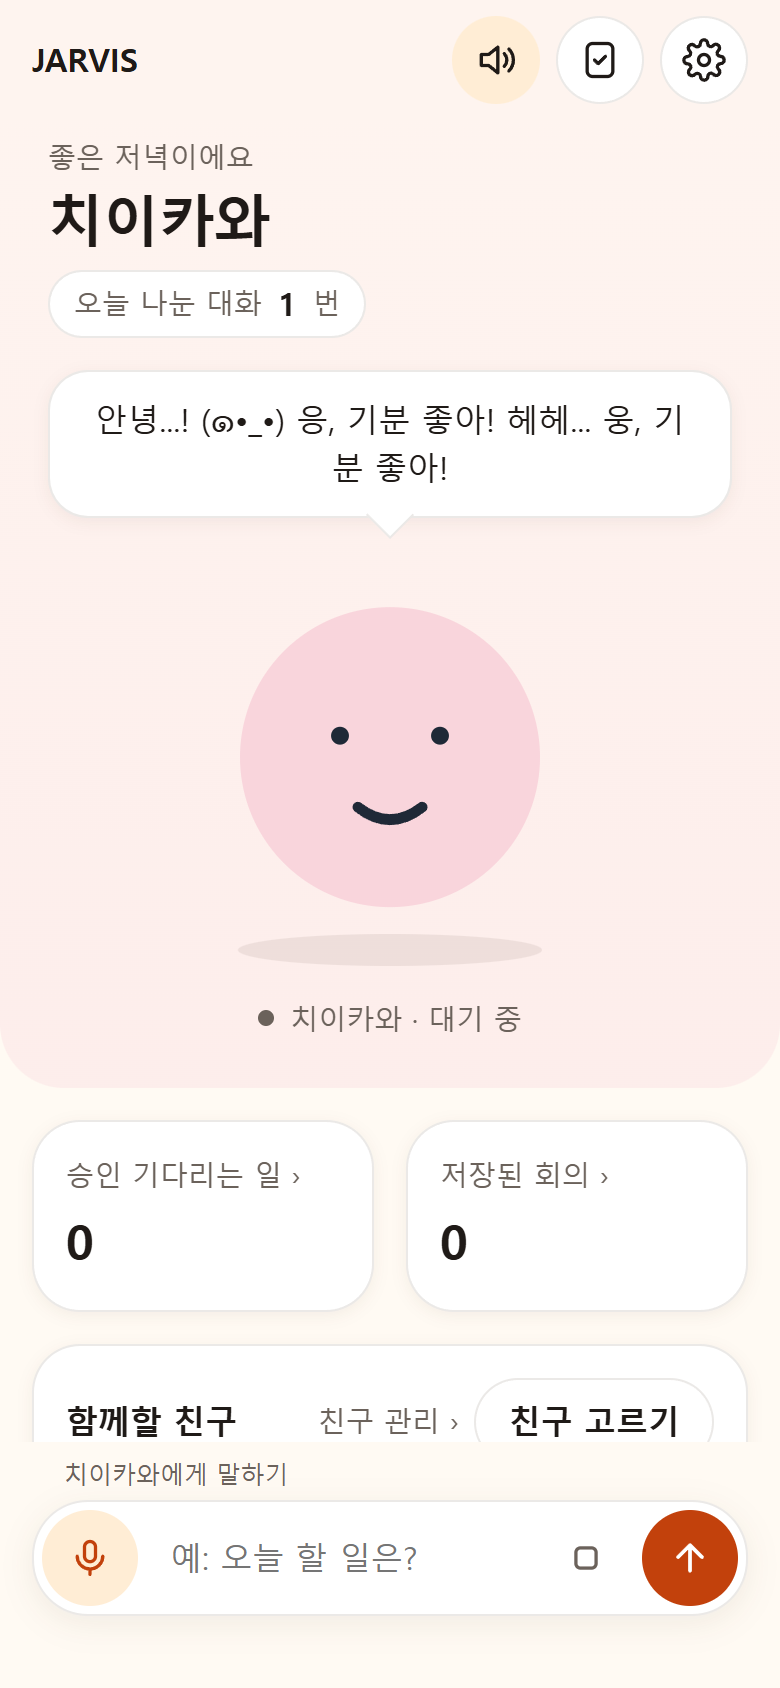 JARVIS
좋은 저녁이에요
치이카와
오늘 나눈 대화 1 번
안녕...! (๑•_•) 응, 기분 좋아! 헤헤... 웅, 기
분 좋아!
치이카와 · 대기 중
승인 기다리는 일 ›
0
저장된 회의 ›
0
함께할 친구
친구 관리 ›
친구 고르기
치이카와에게 말하기
예: 오늘 할 일은?